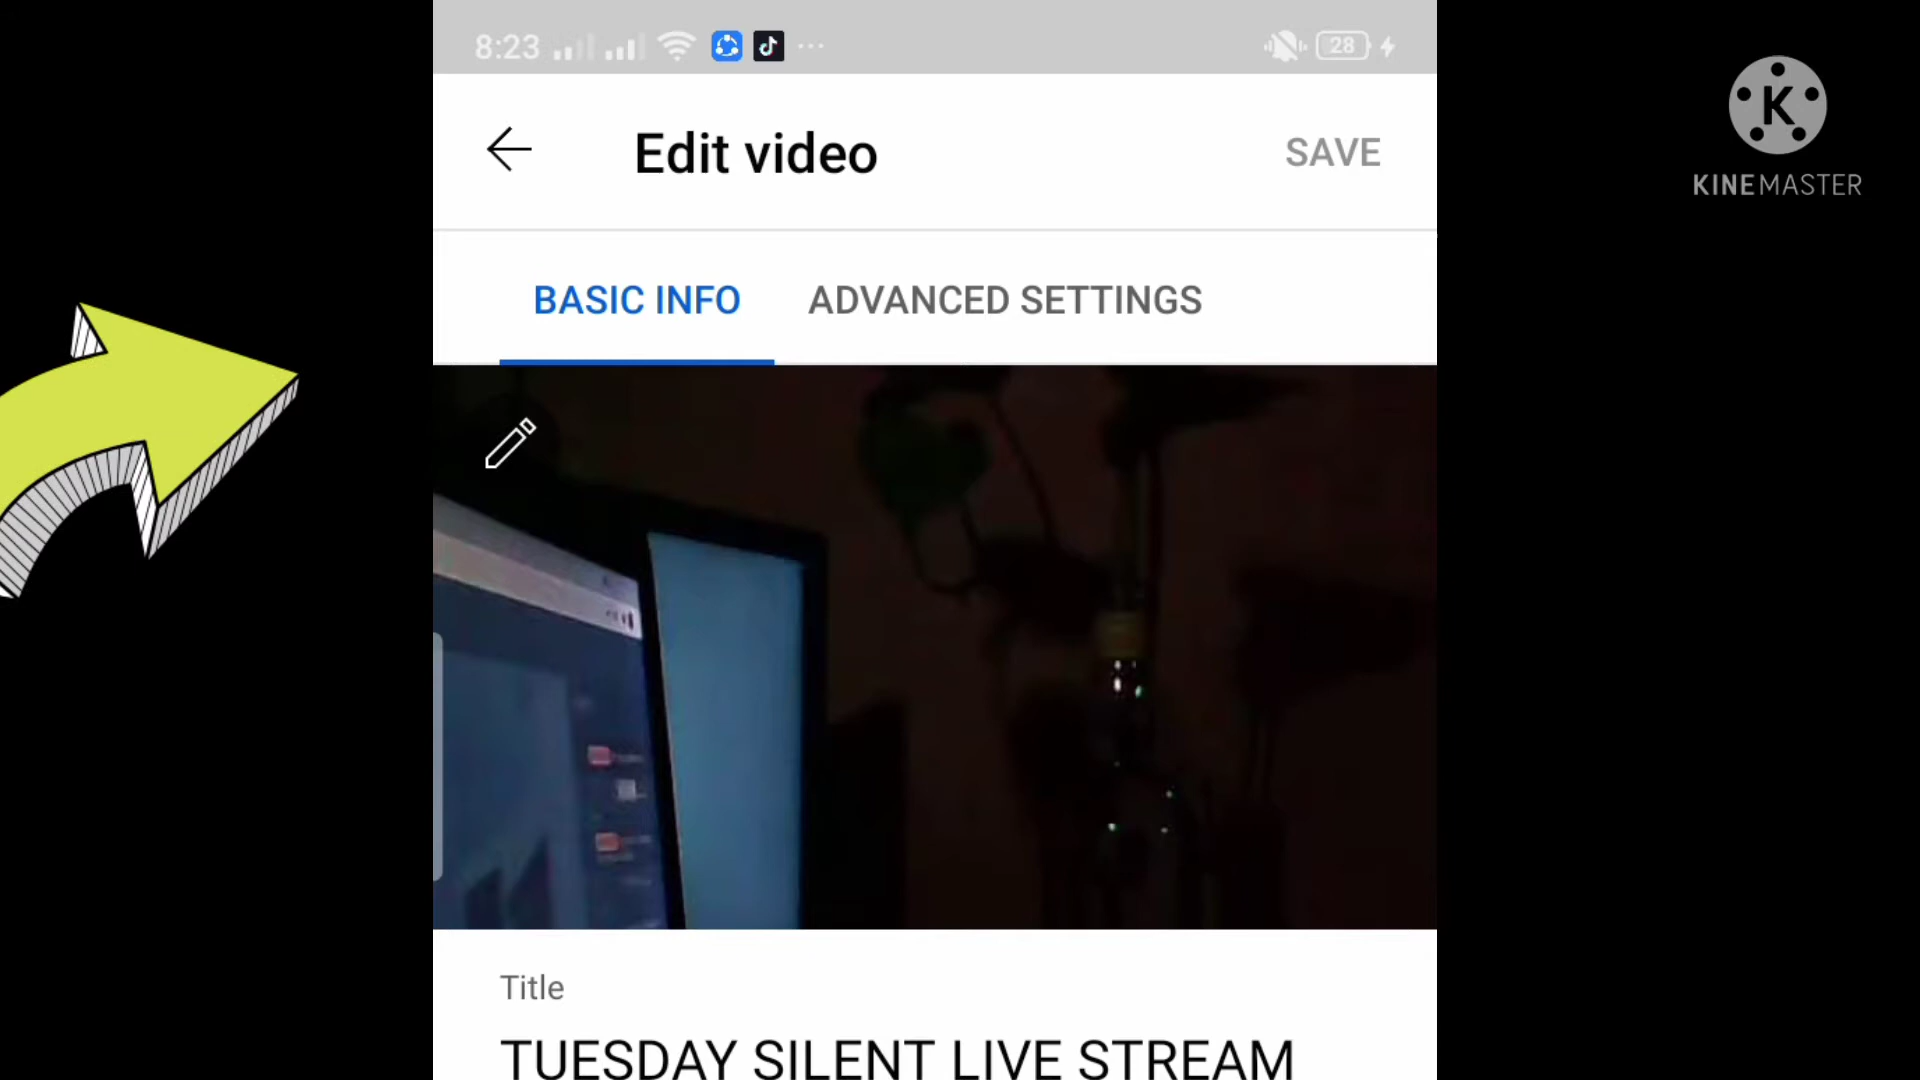 8:23
28
K
KINEMASTER
Edit video
SAVE
BASIC INFO
ADVANCED SETTINGS
Title
TUESDAY SILENT LIVE STREAM